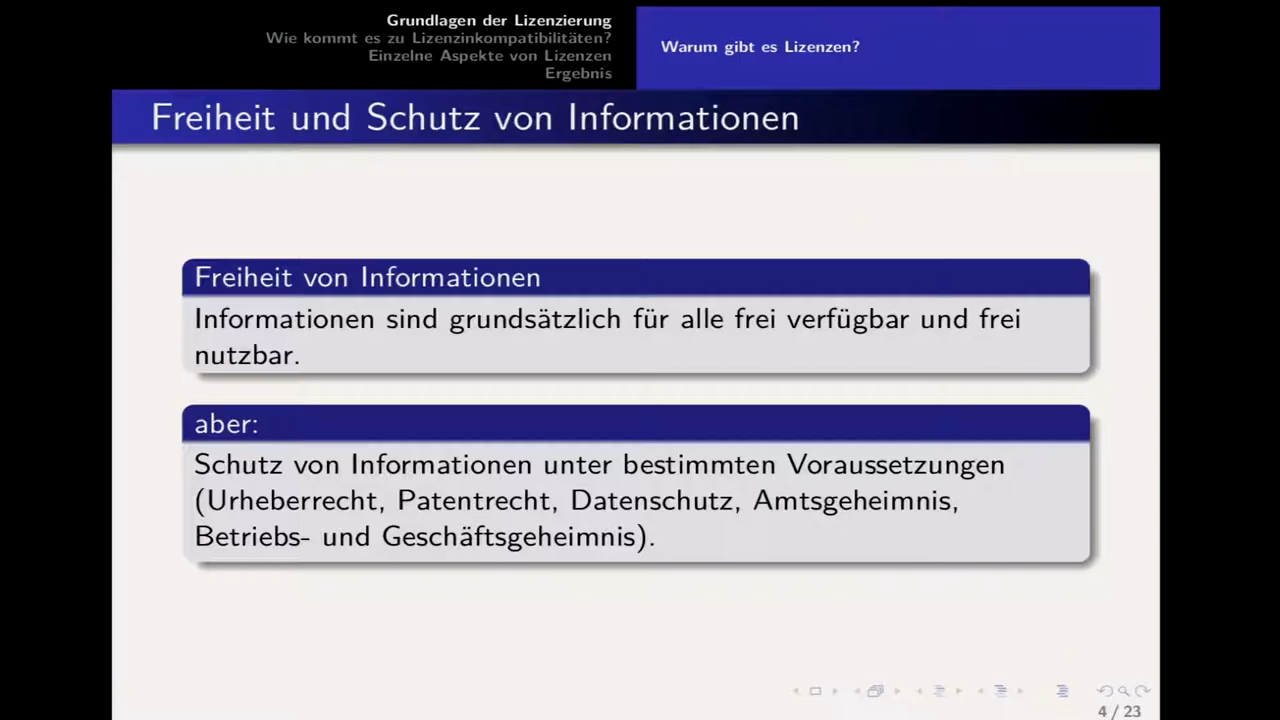 Grundlagen der Lizenzierung
Wie kommt es zu Lizenzinkompatibilitäten?
Einzelne Aspekte von Lizenzen
Ergebnis
Warum gibt es Lizenzen?
Freiheit und Schutz von Informationen
Freiheit von Informationen
Informationen sind grundsätzlich für alle frei verfügbar und frei
nutzbar.
aber:
Schutz von Informationen unter bestimmten Voraussetzungen
(Urheberrecht, Patentrecht, Datenschutz, Amtsgeheimnis,
Betriebs- und Geschäftsgeheimnis).
4 / 23